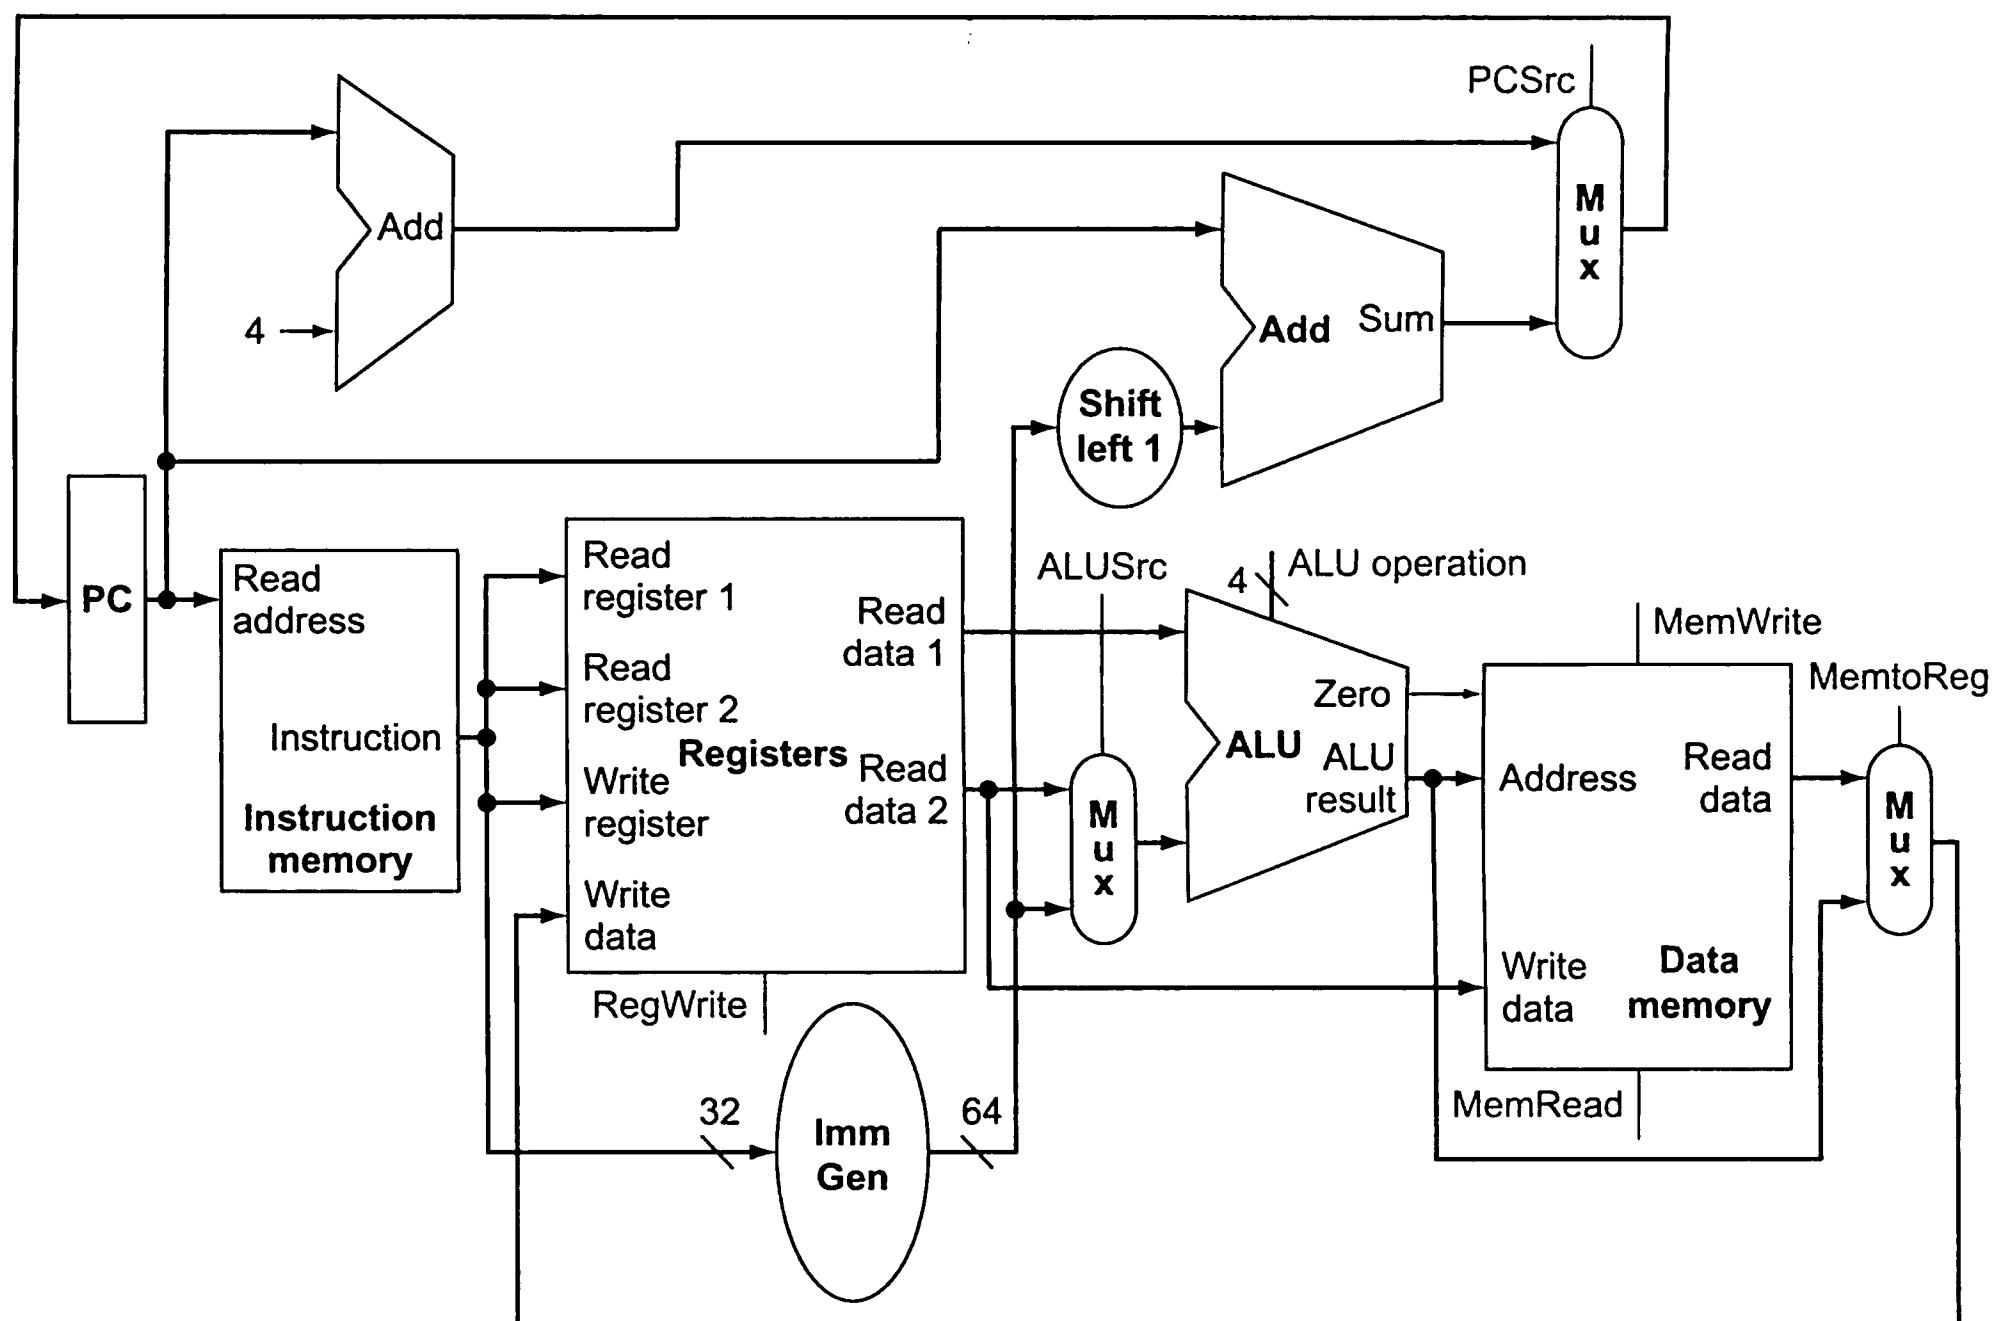 PCSrc
M
u
x
Add
4
Add
Sum
Shift
left 1
PC
Read
address
Instruction
Instruction
memory
Read
register 1
Read
register 2
Write
register
Write
data
Registers
Read
data 1
Read
data 2
RegWrite
ALUSrc
M
u
x
4
ALU operation
Zero
ALU
ALU
result
MemWrite
Address
Read
data
Write
data
Data
memory
MemRead
MemtoReg
M
u
x
32
Imm
Gen
64